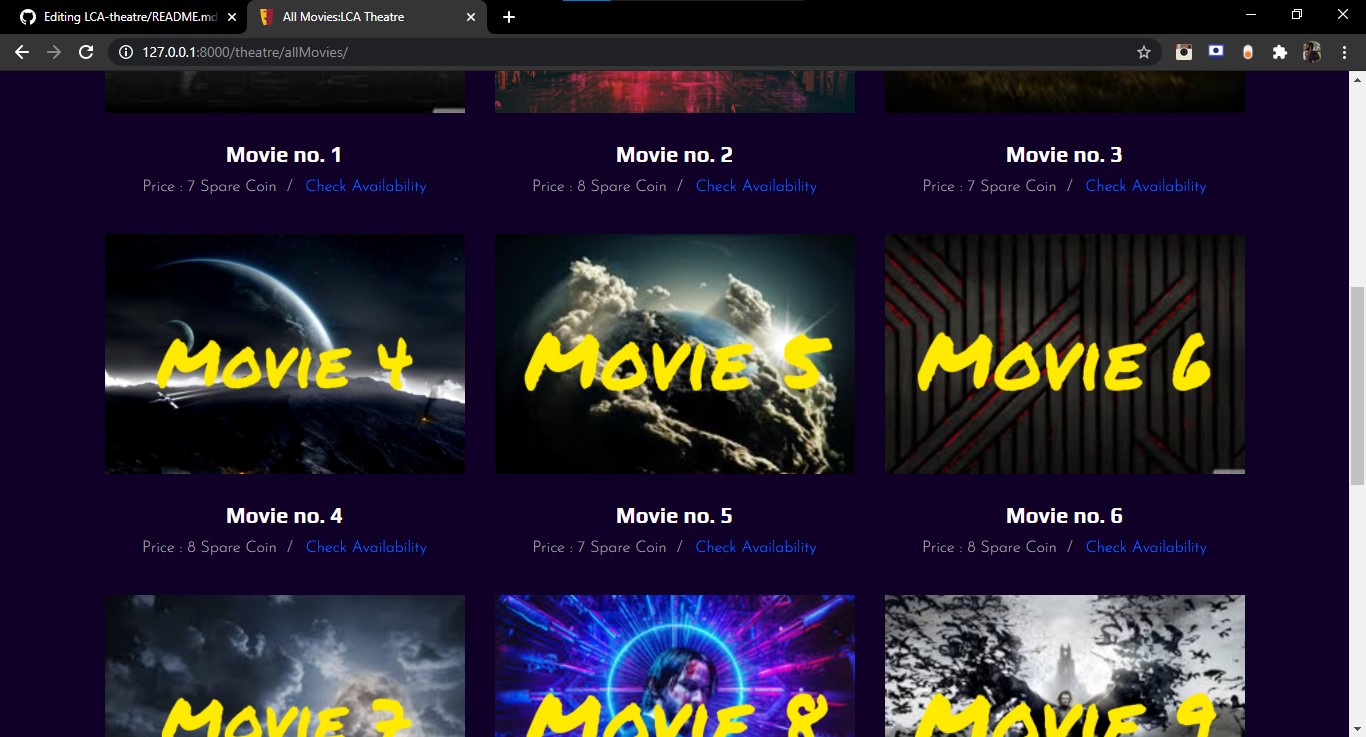 Editing LCA-theatre/README.md
All Movies:LCA Theatre
127.0.0.1:8000/theatre/allMovies/
Movie no. 1
Movie no. 2
Movie no. 3
Price : 7 Spare Coin / Check Availability
Price : 8 Spare Coin / Check Availability
Price : 7 Spare Coin / Check Availability
MOVIE 4
MOVIE 5
MOVIE 6
Movie no. 4
Movie no. 5
Movie no. 6
Price : 8 Spare Coin / Check Availability
Price : 7 Spare Coin / Check Availability
Price : 8 Spare Coin / Check Availability
MOVIE 7
MOVIE 8
MOVIE 9